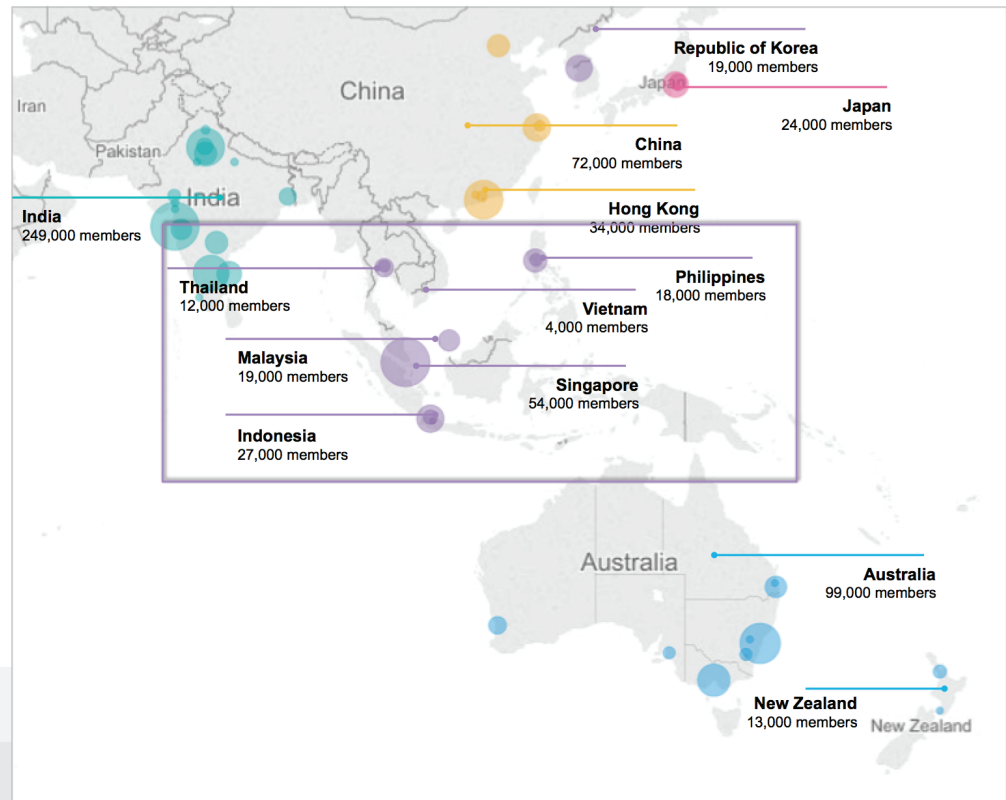 Republic of Korea
19,000 members
China
Japan
Iran
Japan
24,000 members
China
72,000 members
Pakistan
India
Hong Kong
34,000 members
India
249,000 members
Philippines
18,000 members
Thailand
12,000 members
Vietnam
4,000 members
Malaysia
19,000 members
Singapore
54,000 members
Indonesia
27,000 members
Australia
Australia
99,000 members
New Zealand
13,000 members
New Zealand